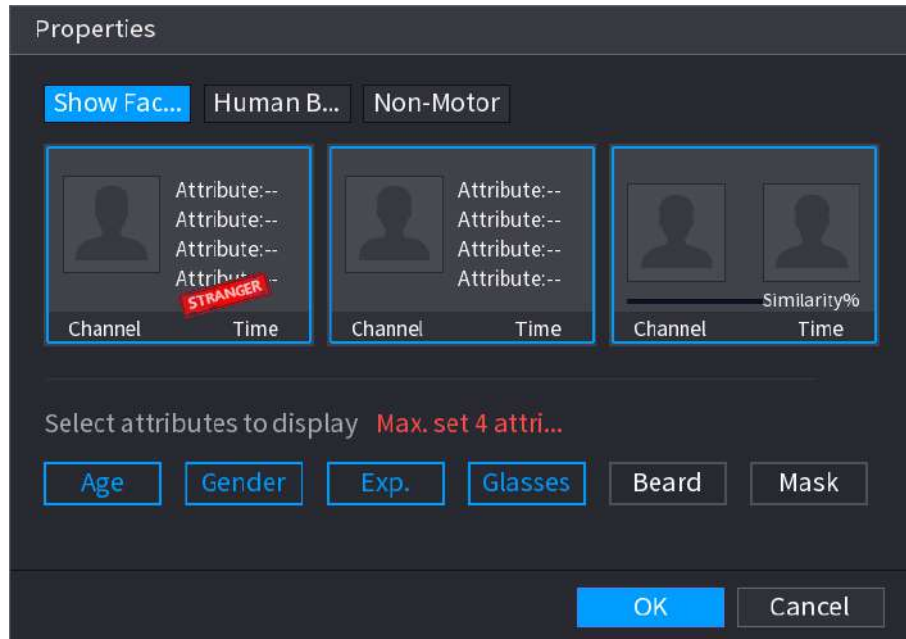 Properties
Show Fac... Human B... Non-Motor
Attribute:-- Attribute:--
Attribute:-- Attribute:--
Attribute:-- Attribute:--
Attribute:-- Attribute:--
STRANGER
Similarity%
Channel Time Channel Time Channel Time
Select attributes to display Max. set 4 attri...
Age Gender Exp. Glasses Beard Mask
OK Cancel